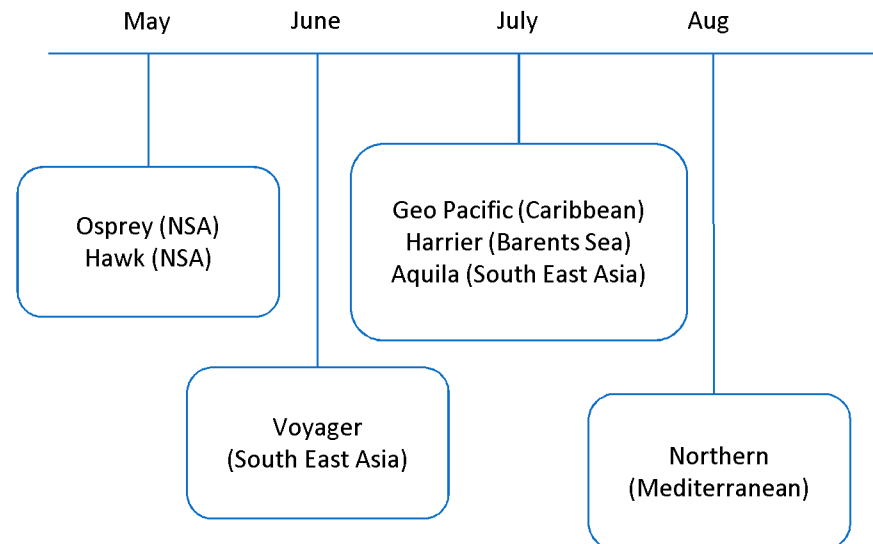 May June July Aug
Osprey (NSA)
Hawk (NSA)
Geo Pacific (Caribbean)
Harrier (Barents Sea)
Aquila (South East Asia)
Voyager
(South East Asia)
Northern
(Mediterranean)